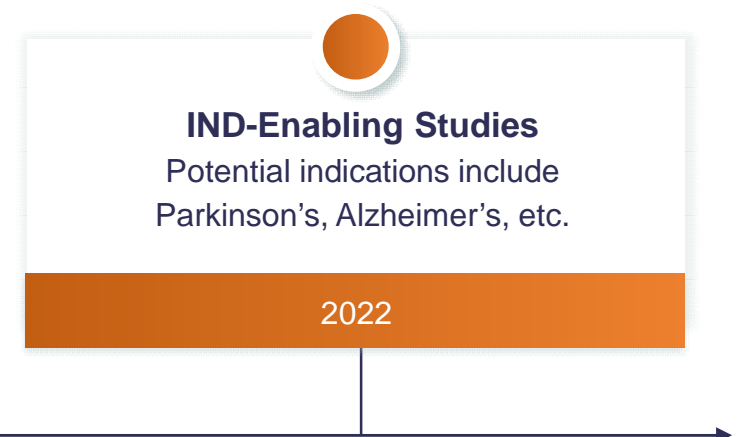 IND-Enabling Studies
Potential indications include
Parkinson’s, Alzheimer’s, etc.
2022